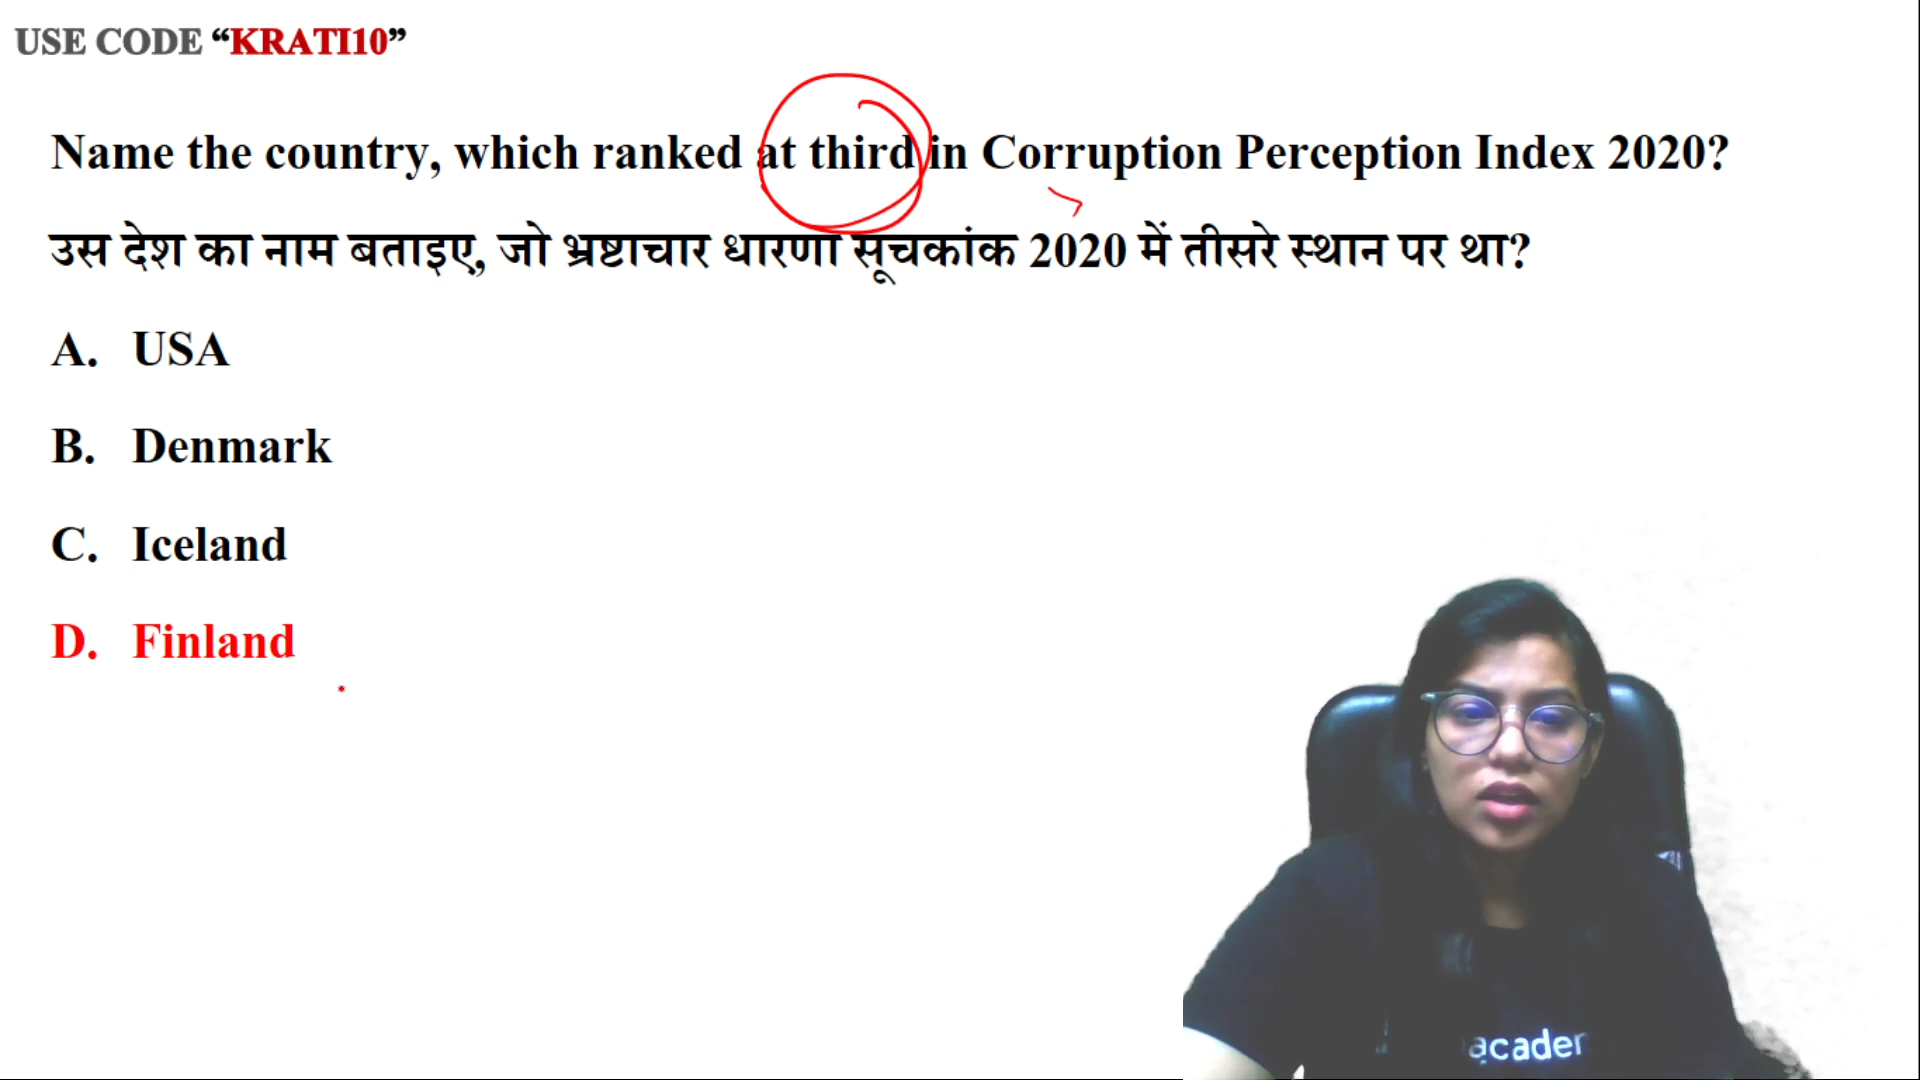 USE CODE “KRATI10”
Name the country, which ranked at third in Corruption Perception Index 2020?
उस देश का नाम बताइए, जो भ्रष्टाचार धारणा सूचकांक 2020 में तीसरे स्थान पर था?
A. USA
B. Denmark
C. Iceland
D. Finland
acader